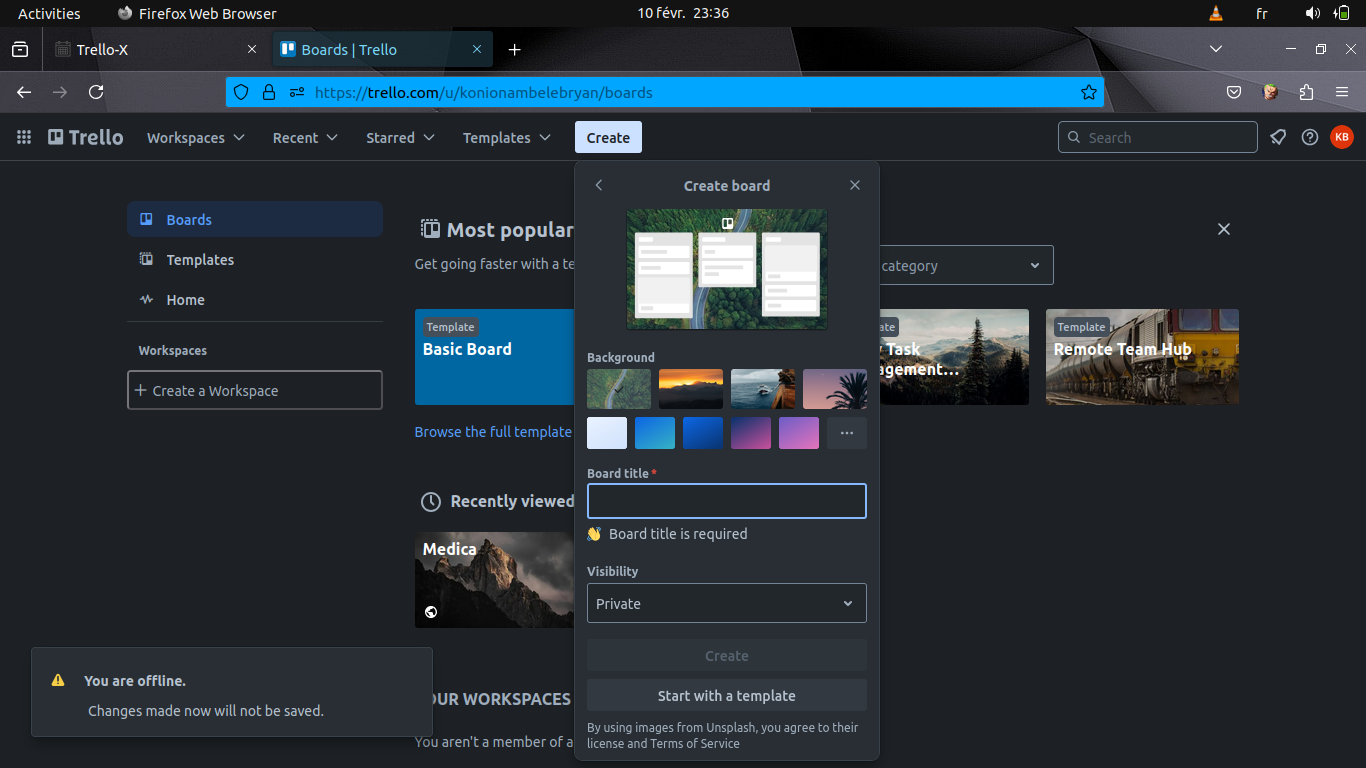 Activities
Firefox Web Browser
10 févr. 23:36
fr
Trello-X
Boards | Trello
https://trello.com/u/konionambelebryan/boards
Trello
Workspaces
Recent
Starred
Templates
Create
Search
KB
Boards
Templates
Home
Workspaces
Create a Workspace
Most popular
Get going faster with a te
category
Template
Basic Board
ate
y Task
agement…
Template
Remote Team Hub
Browse the full template
Recently viewed
Medica
OUR WORKSPACES
You aren't a member of a
Create board
Background
Board title *
👋 Board title is required
Visibility
Private
Create
Start with a template
By using images from Unsplash, you agree to their
license and Terms of Service
You are offline.
Changes made now will not be saved.